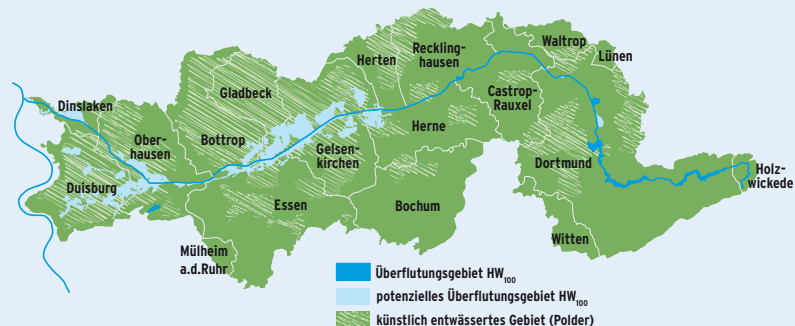 Dinslaken
Ober-
hausen
Duisburg
Bottrop
Gladbeck
Gelsen-
kirchen
Herten
Reckling-
hausen
Herne
Castrop-
Rauxel
Waltrop
Lünen
Dortmund
Holz-
wickede
Essen
Bochum
Witten
Mülheim
a.d.Ruhr
Überflutungsgebiet HW100
potenzielles Überflutungsgebiet HW100
künstlich entwässertes Gebiet (Polder)